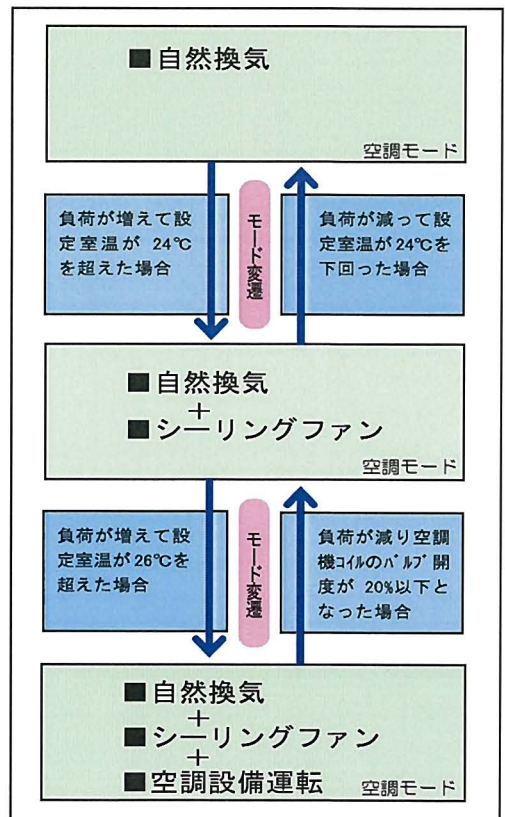 ■自然換気
空調モード
負荷が増えて設
定室温が 24℃
を超えた場合
モード変遷
負荷が減って設
定室温が24℃を
下回った場合
■自然換気
+
■シーリングファン
空調モード
負荷が増えて設
定室温が26℃を
超えた場合
モード変遷
負荷が減り空調
機コイルのバルブ開
度が 20%以下と
なった場合
■自然換気
+
■シーリングファン
+
■空調設備運転
空調モード